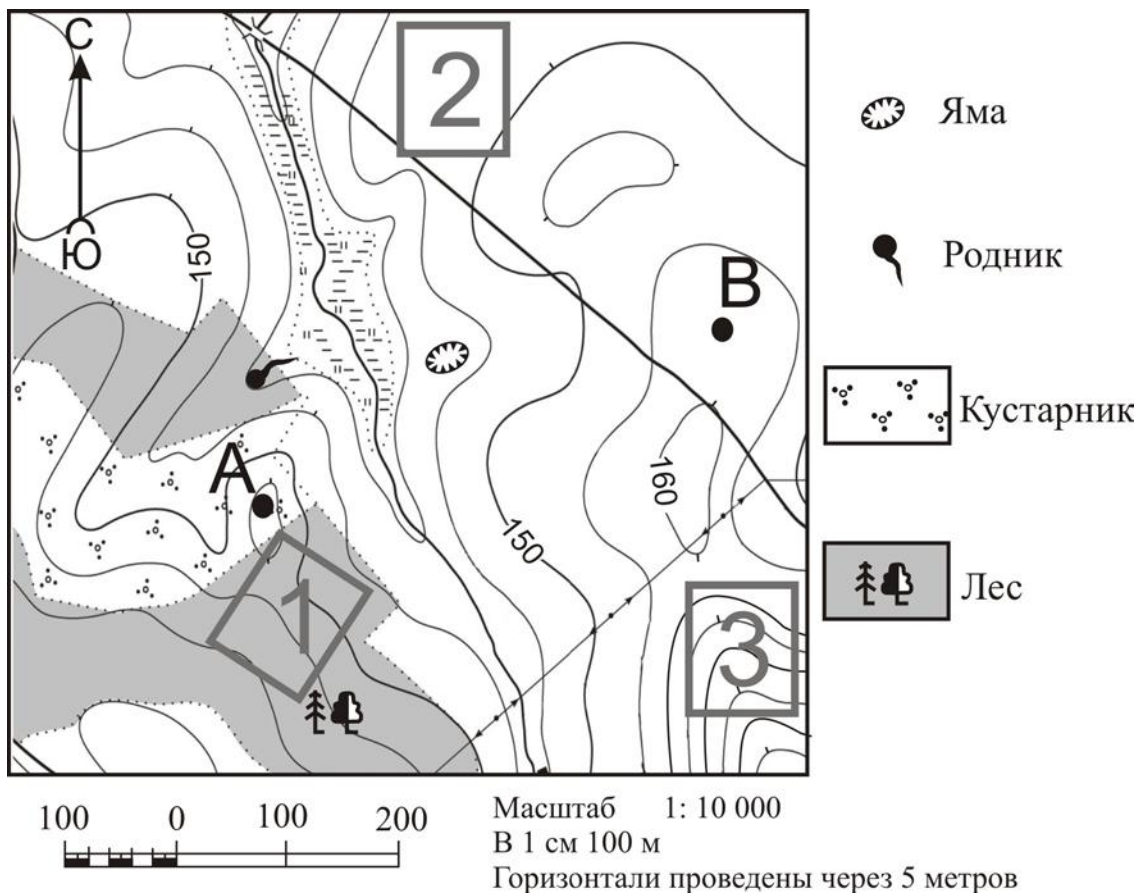 С
Ю
2
150
В
А
160
150
1
3
Яма
Родник
Кустарник
Лес
100 0 100 200
Масштаб 1: 10 000
В 1 см 100 м
Горизонтали проведены через 5 метров